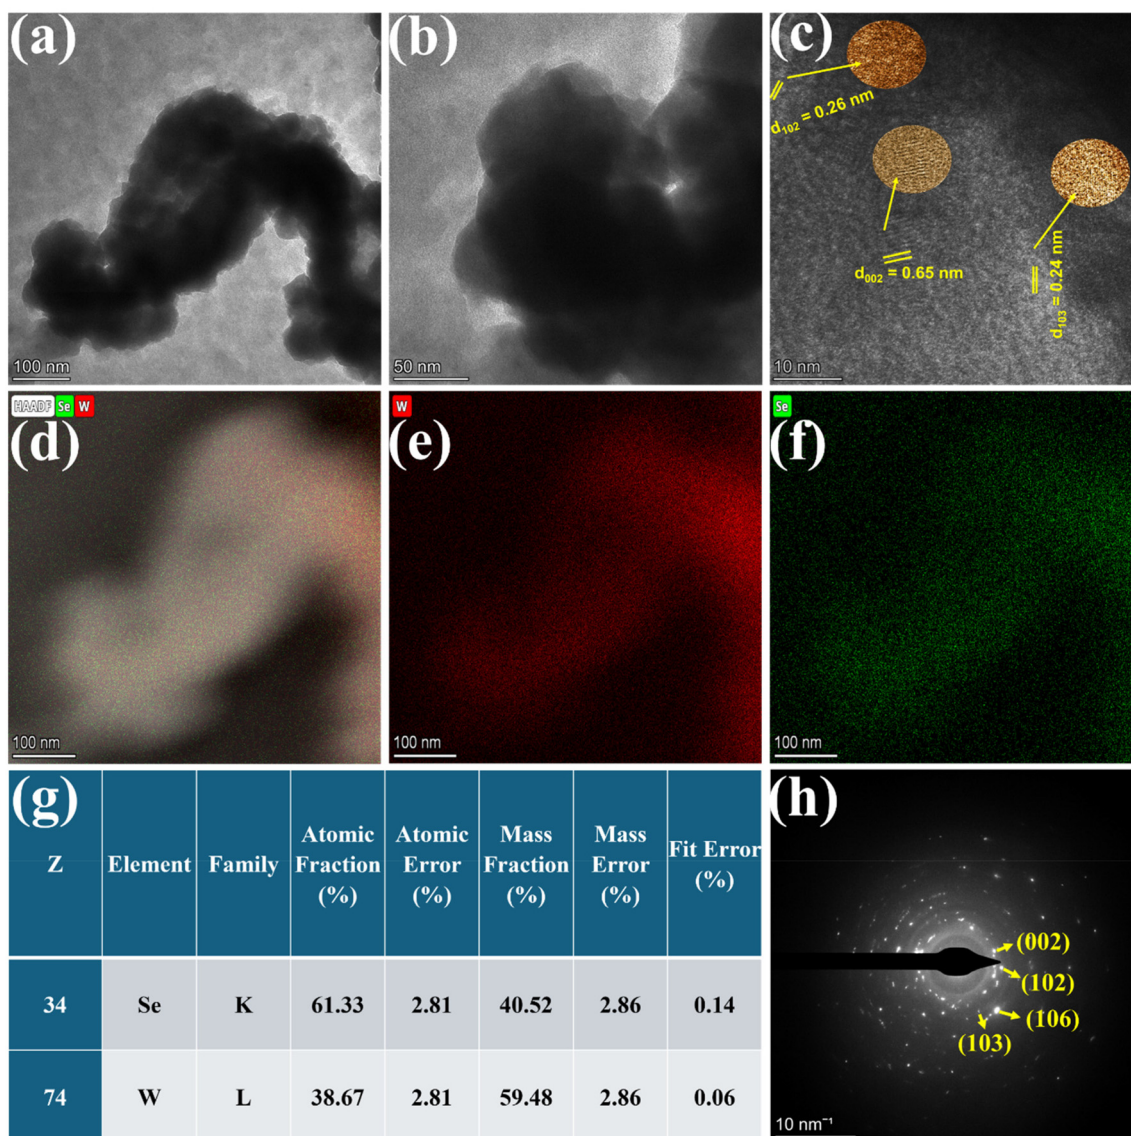 (a)
100 nm
(b)
50 nm
(c)
d₁₀₂ = 0.26 nm
d₀₀₂ = 0.65 nm
d₁₀₃ = 0.24 nm
10 nm
HAADF Se W
(d)
100 nm
W
(e)
100 nm
Se
(f)
100 nm
(g)
Z Element Family Atomic Fraction (%) Atomic Error (%) Mass Fraction (%) Mass Error (%) Fit Error (%)
34 Se K 61.33 2.81 40.52 2.86 0.14
74 W L 38.67 2.81 59.48 2.86 0.06
(h)
(002)
(102)
(106)
(103)
10 nm⁻¹